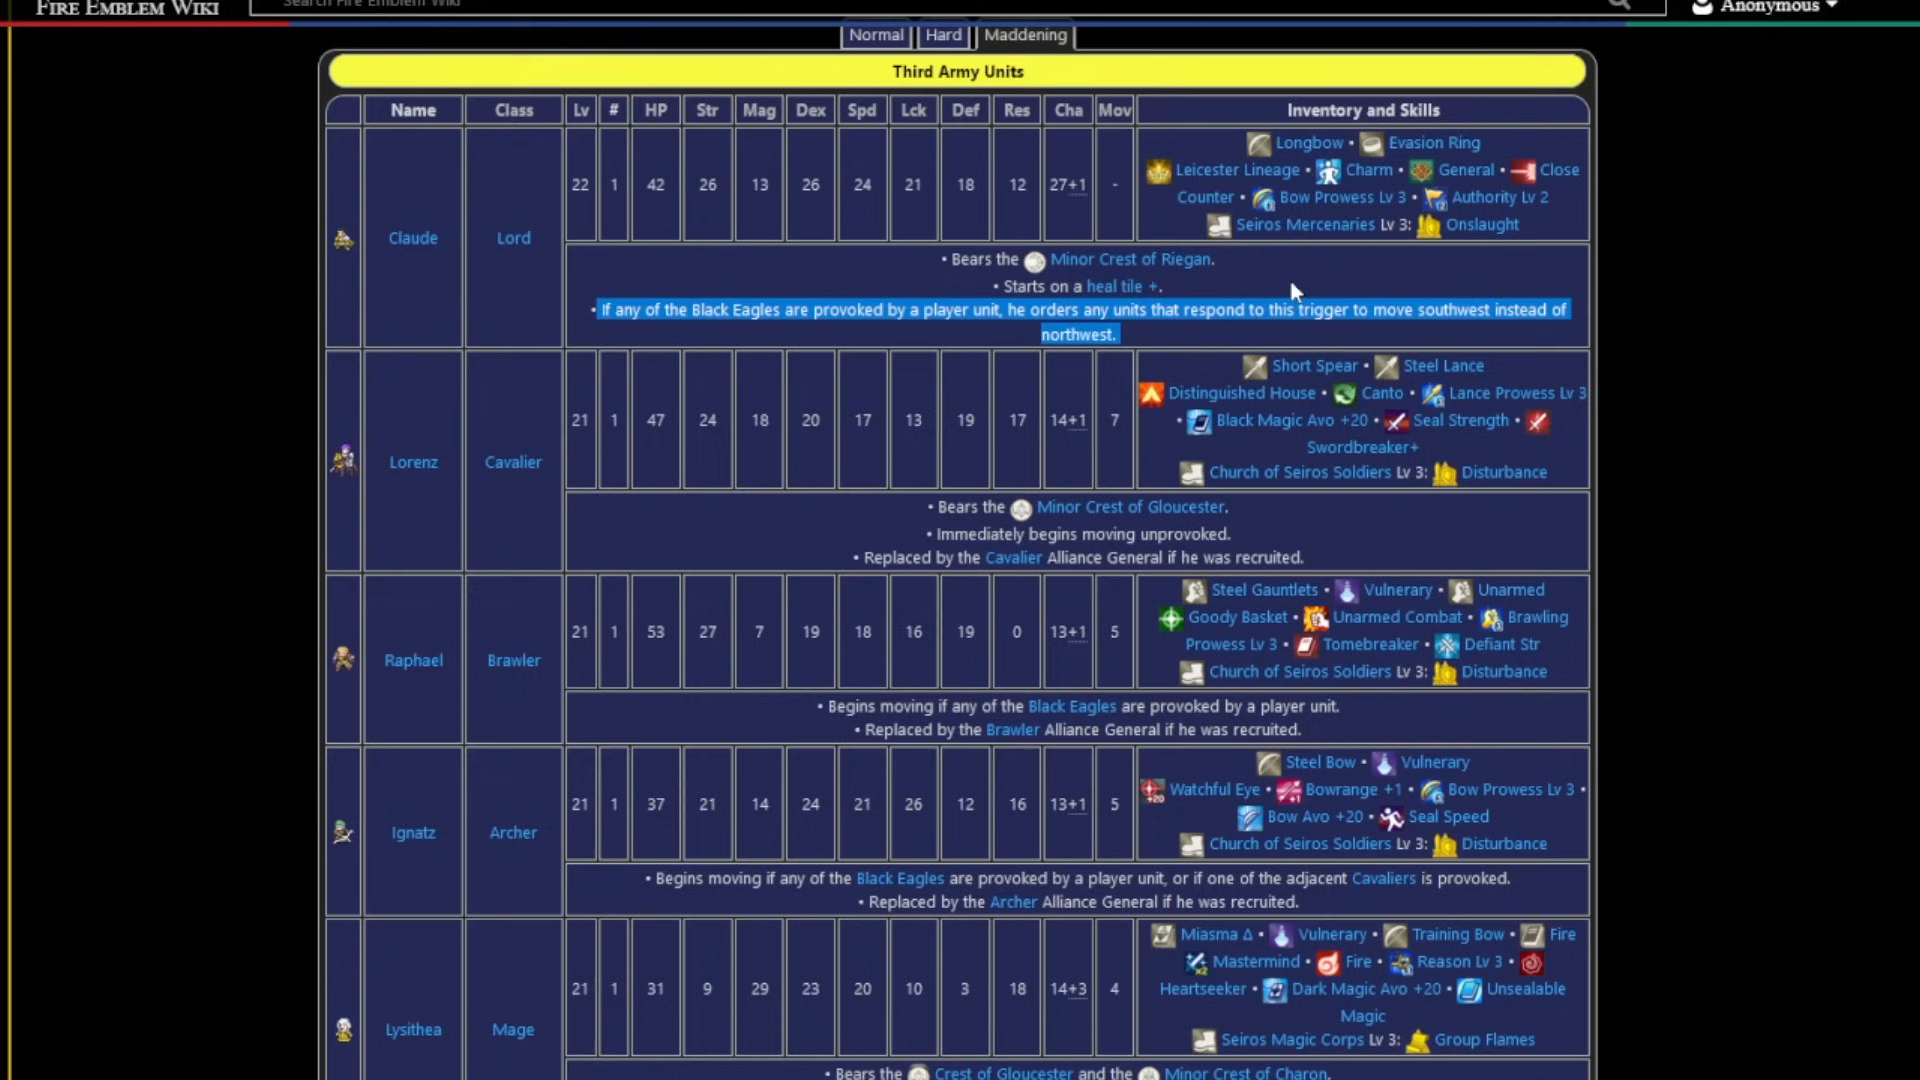 FIRE EMBLEM WIKI
Search Fire Emblem Wiki
Anonymous
Normal Hard Maddening
Third Army Units
Name Class Lv # HP Str Mag Dex Spd Lck Def Res Cha Mov Inventory and Skills
Claude Lord 22 1 42 26 13 26 24 21 18 12 27+1 -
Longbow • Evasion Ring
Leicester Lineage • Charm • General • Close
Counter • Bow Prowess Lv 3 • Authority Lv 2
Seiros Mercenaries Lv 3: Onslaught
• Bears the Minor Crest of Riegan.
• Starts on a heal tile +.
• If any of the Black Eagles are provoked by a player unit, he orders any units that respond to this trigger to move southwest instead of
northwest.
Lorenz Cavalier 21 1 47 24 18 20 17 13 19 17 14+1 7
Short Spear • Steel Lance
Distinguished House • Canto • Lance Prowess Lv 3
• Black Magic Avo +20 • Seal Strength •
Swordbreaker+
Church of Seiros Soldiers Lv 3: Disturbance
• Bears the Minor Crest of Gloucester.
• Immediately begins moving unprovoked.
• Replaced by the Cavalier Alliance General if he was recruited.
Raphael Brawler 21 1 53 27 7 19 18 16 19 0 13+1 5
Steel Gauntlets • Vulnerary • Unarmed
Goody Basket • Unarmed Combat • Brawling
Prowess Lv 3 • Tomebreaker • Defiant Str
Church of Seiros Soldiers Lv 3: Disturbance
• Begins moving if any of the Black Eagles are provoked by a player unit.
• Replaced by the Brawler Alliance General if he was recruited.
Ignatz Archer 21 1 37 21 14 24 21 26 12 16 13+1 5
Steel Bow • Vulnerary
Watchful Eye • Bowrange +1 • Bow Prowess Lv 3 •
Bow Avo +20 • Seal Speed
Church of Seiros Soldiers Lv 3: Disturbance
• Begins moving if any of the Black Eagles are provoked by a player unit, or if one of the adjacent Cavaliers is provoked.
• Replaced by the Archer Alliance General if he was recruited.
Lysithea Mage 21 1 31 9 29 23 20 10 3 18 14+3 4
Miasma Δ • Vulnerary • Training Bow • Fire
Mastermind • Fire • Reason Lv 3 •
Heartseeker • Dark Magic Avo +20 • Unsealable
Magic
Seiros Magic Corps Lv 3: Group Flames
• Bears the Crest of Gloucester and the Minor Crest of Charon.